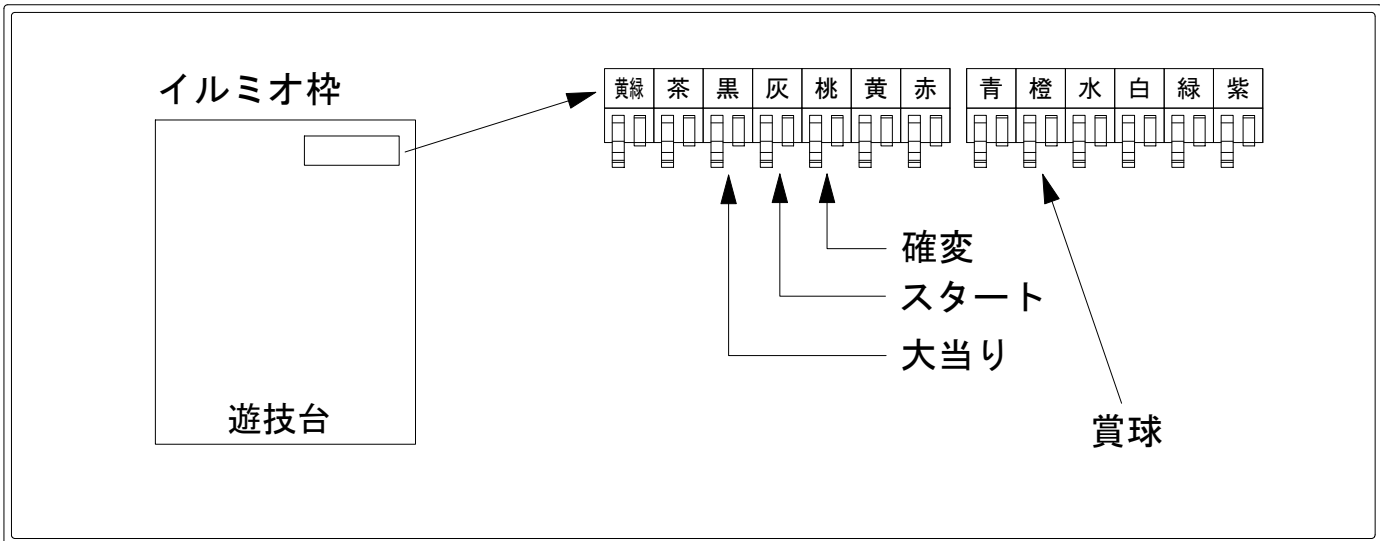 イルミオ枠
黄緑 茶 黒 灰 桃 黄 赤 青 橙 水 白 緑 紫
確変
スタート
大当り
遊技台
賞球